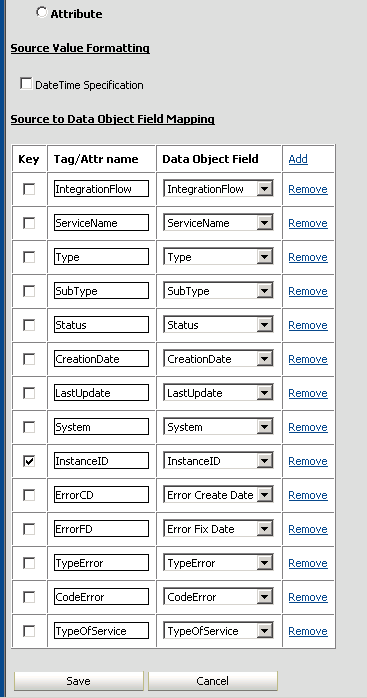 Attribute
Source Value Formatting
DateTime Specification
Source to Data Object Field Mapping
Key Tag/Attr name Data Object Field Add
IntegrationFlow IntegrationFlow Remove
ServiceName ServiceName Remove
Type Type Remove
SubType SubType Remove
Status Status Remove
CreationDate CreationDate Remove
LastUpdate LastUpdate Remove
System System Remove
InstanceID InstanceID Remove
ErrorCD Error Create Date Remove
ErrorFD Error Fix Date Remove
TypeError TypeError Remove
CodeError CodeError Remove
TypeOfService TypeOfService Remove
Save Cancel